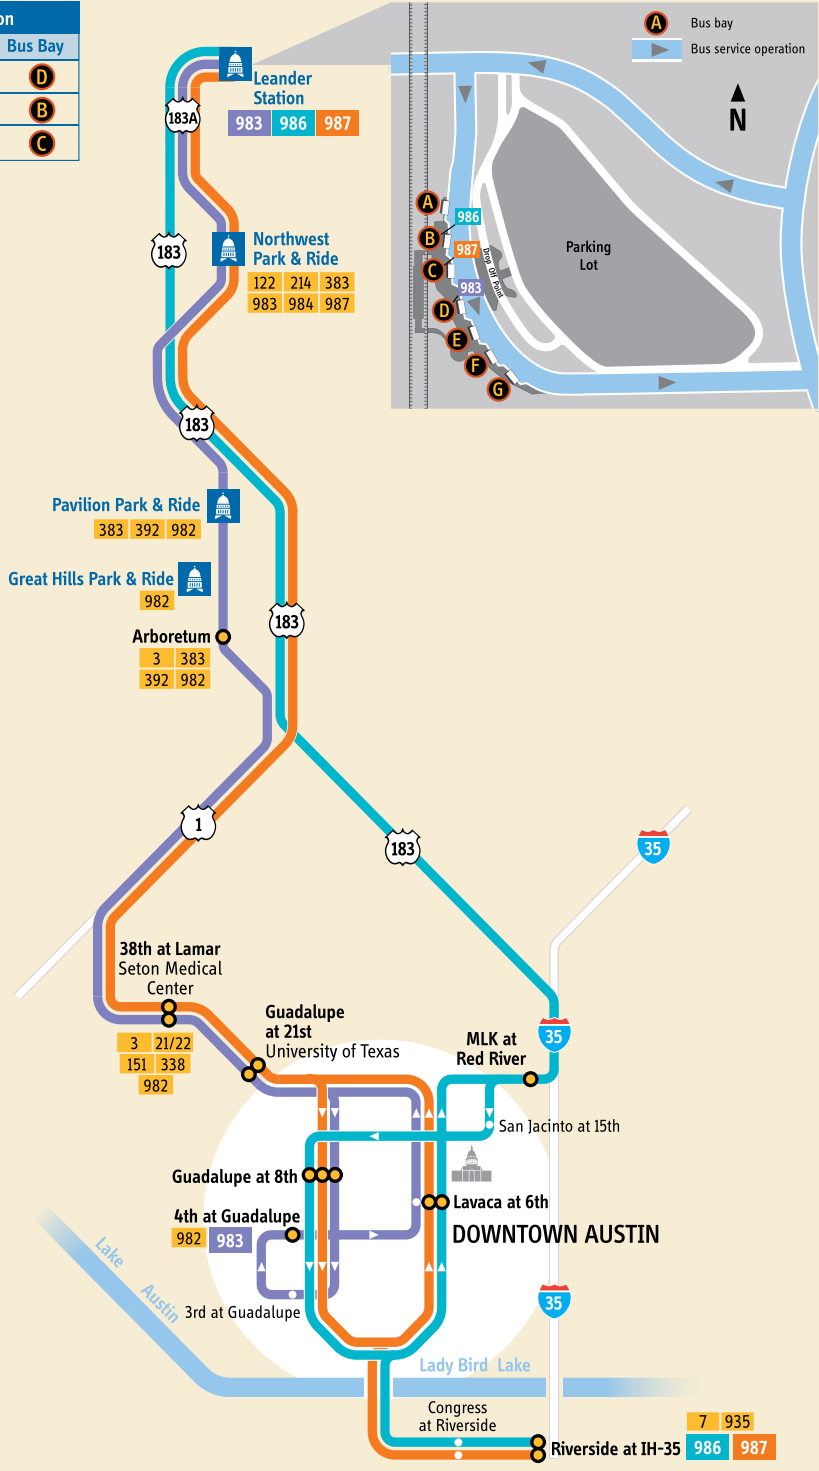 on
Bus Bay
D
B
C
A Bus bay
Bus service operation
N
Leander
Station
983 986 987
183A
A
986
B
987
C
Drop Off Point
983
D
E
F
G
Parking
Lot
183
Northwest
Park & Ride
122 214 383
983 984 987
183
Pavilion Park & Ride
383 392 982
Great Hills Park & Ride
982
183
Arboretum
3 383
392 982
1
183
35
38th at Lamar
Seton Medical
Center
3 21/22
151 338
982
Guadalupe
at 21st
University of Texas
MLK at
Red River
35
San Jacinto at 15th
Guadalupe at 8th
Lavaca at 6th
4th at Guadalupe
982 983
DOWNTOWN AUSTIN
Lake
Austin
3rd at Guadalupe
35
Lady Bird Lake
Congress
at Riverside
7 935
Riverside at IH-35 986 987